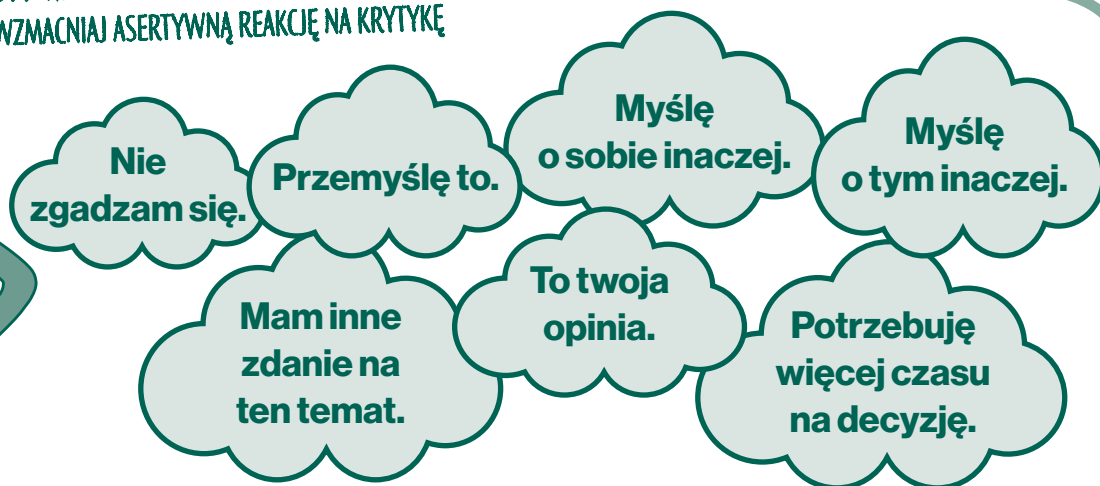 WZMACNIAJ ASERTYWNĄ REAKCJĘ NA KRYTYKĘ
Nie
zgadzam się.
Przemyślę to.
Myślę
o sobie inaczej.
Myślę
o tym inaczej.
Mam inne
zdanie na
ten temat.
To twoja
opinia.
Potrzebuję
więcej czasu
na decyzję.